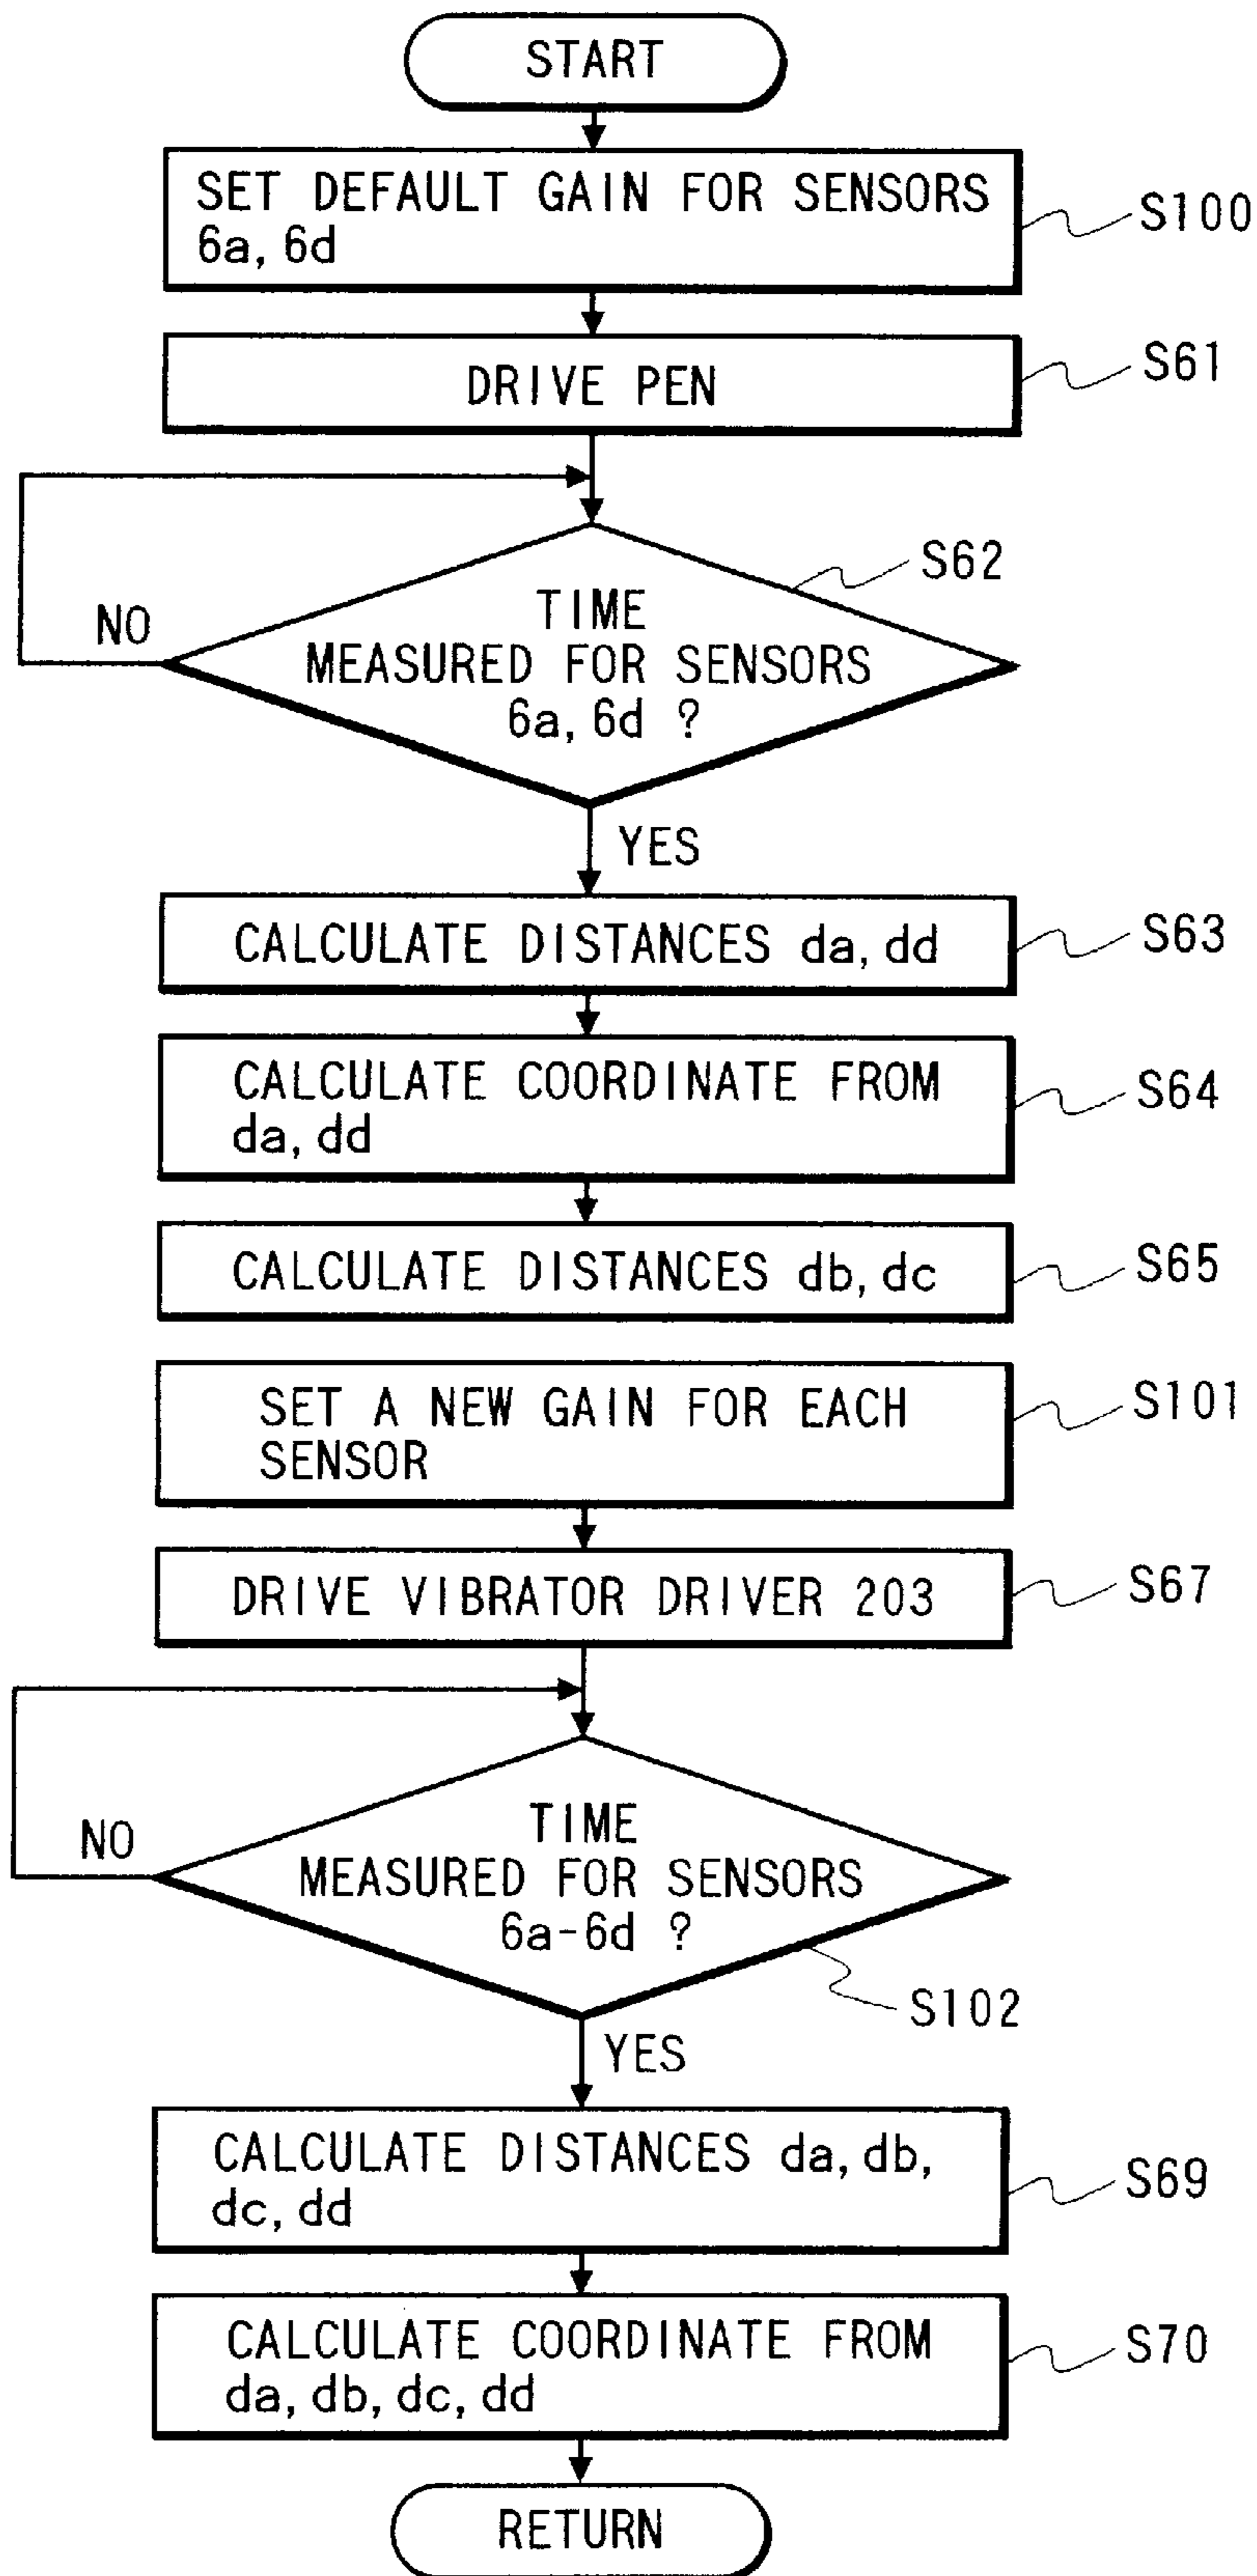 START
SET DEFAULT GAIN FOR SENSORS
6a, 6d
S100
DRIVE PEN
S61
S62
TIME
MEASURED FOR SENSORS
6a, 6d ?
NO
YES
CALCULATE DISTANCES da, dd
S63
CALCULATE COORDINATE FROM
da, dd
S64
CALCULATE DISTANCES db, dc
S65
SET A NEW GAIN FOR EACH
SENSOR
S101
DRIVE VIBRATOR DRIVER 203
S67
TIME
MEASURED FOR SENSORS
6a-6d ?
NO
S102
YES
CALCULATE DISTANCES da, db,
dc, dd
S69
CALCULATE COORDINATE FROM
da, db, dc, dd
S70
RETURN